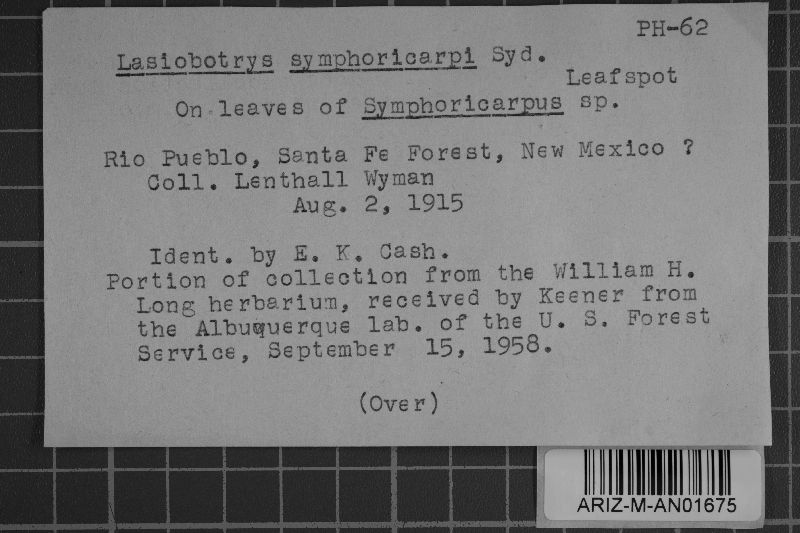 PH-62
Lasiobotrys symphoricarpi Syd.
Leafspot
On leaves of Symphoricarpus sp.
Rio Pueblo, Santa Fe Forest, New Mexico ?
Coll. Lenthall Wyman
Aug. 2, 1915
Ident. by E. K. Cash.
Portion of collection from the William H.
Long herbarium, received by Keener from
the Albuquerque lab. of the U. S. Forest
Service, September 15, 1958.
(Over)
ARIZ-M-AN01675